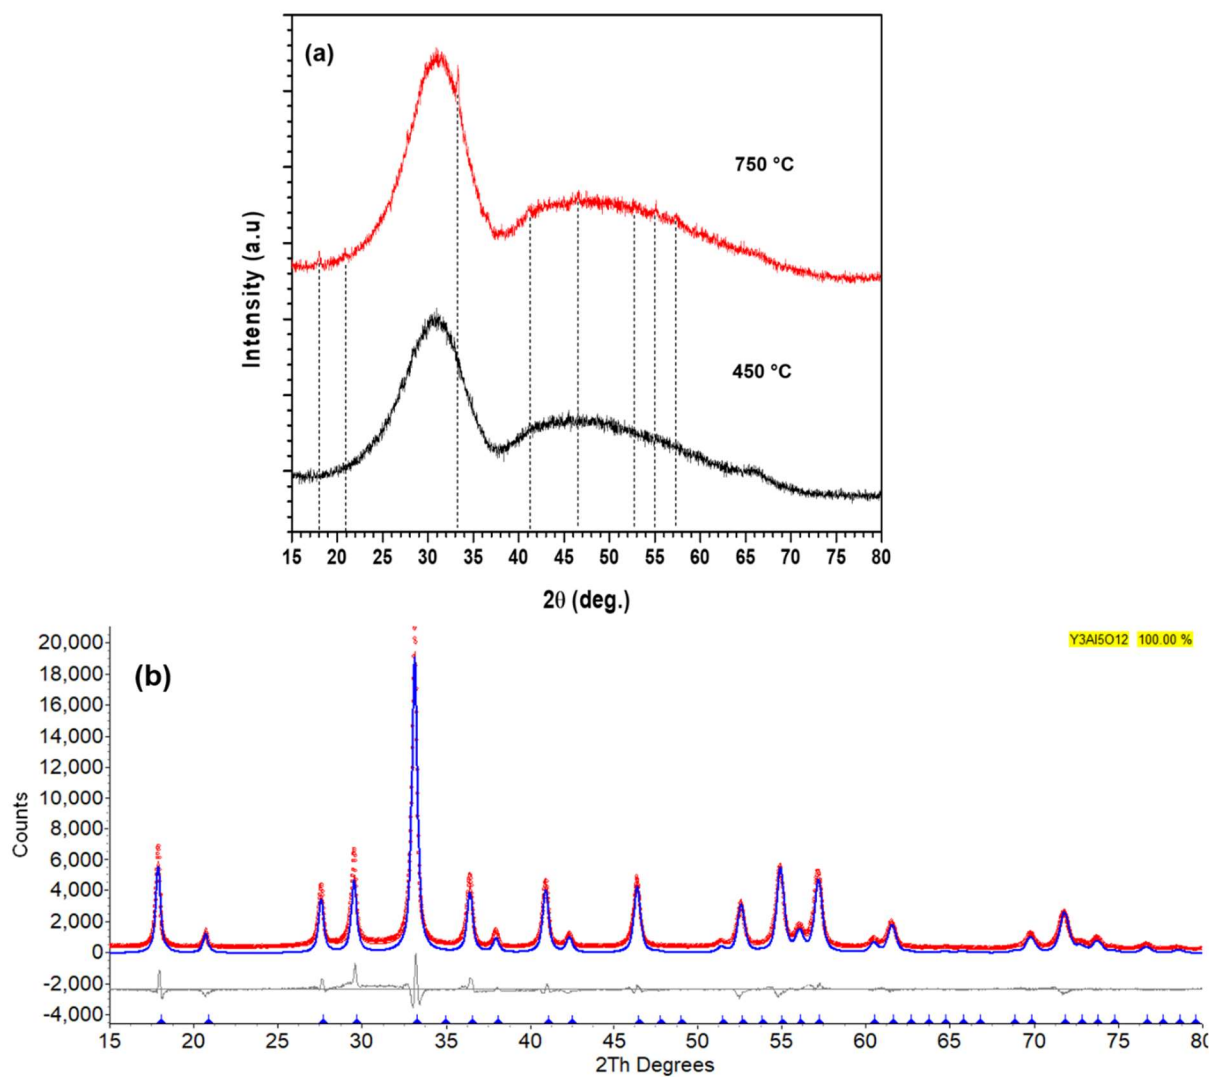 (a)
750 °C
450 °C
Intensity (a.u)
15 20 25 30 35 40 45 50 55 60 65 70 75 80
2θ (deg.)
20,000
18,000
16,000
14,000
12,000
10,000
8,000
6,000
4,000
2,000
0
-2,000
-4,000
Counts
(b)
Y3Al5O12 100.00 %
15 20 25 30 35 40 45 50 55 60 65 70 75 80
2Th Degrees